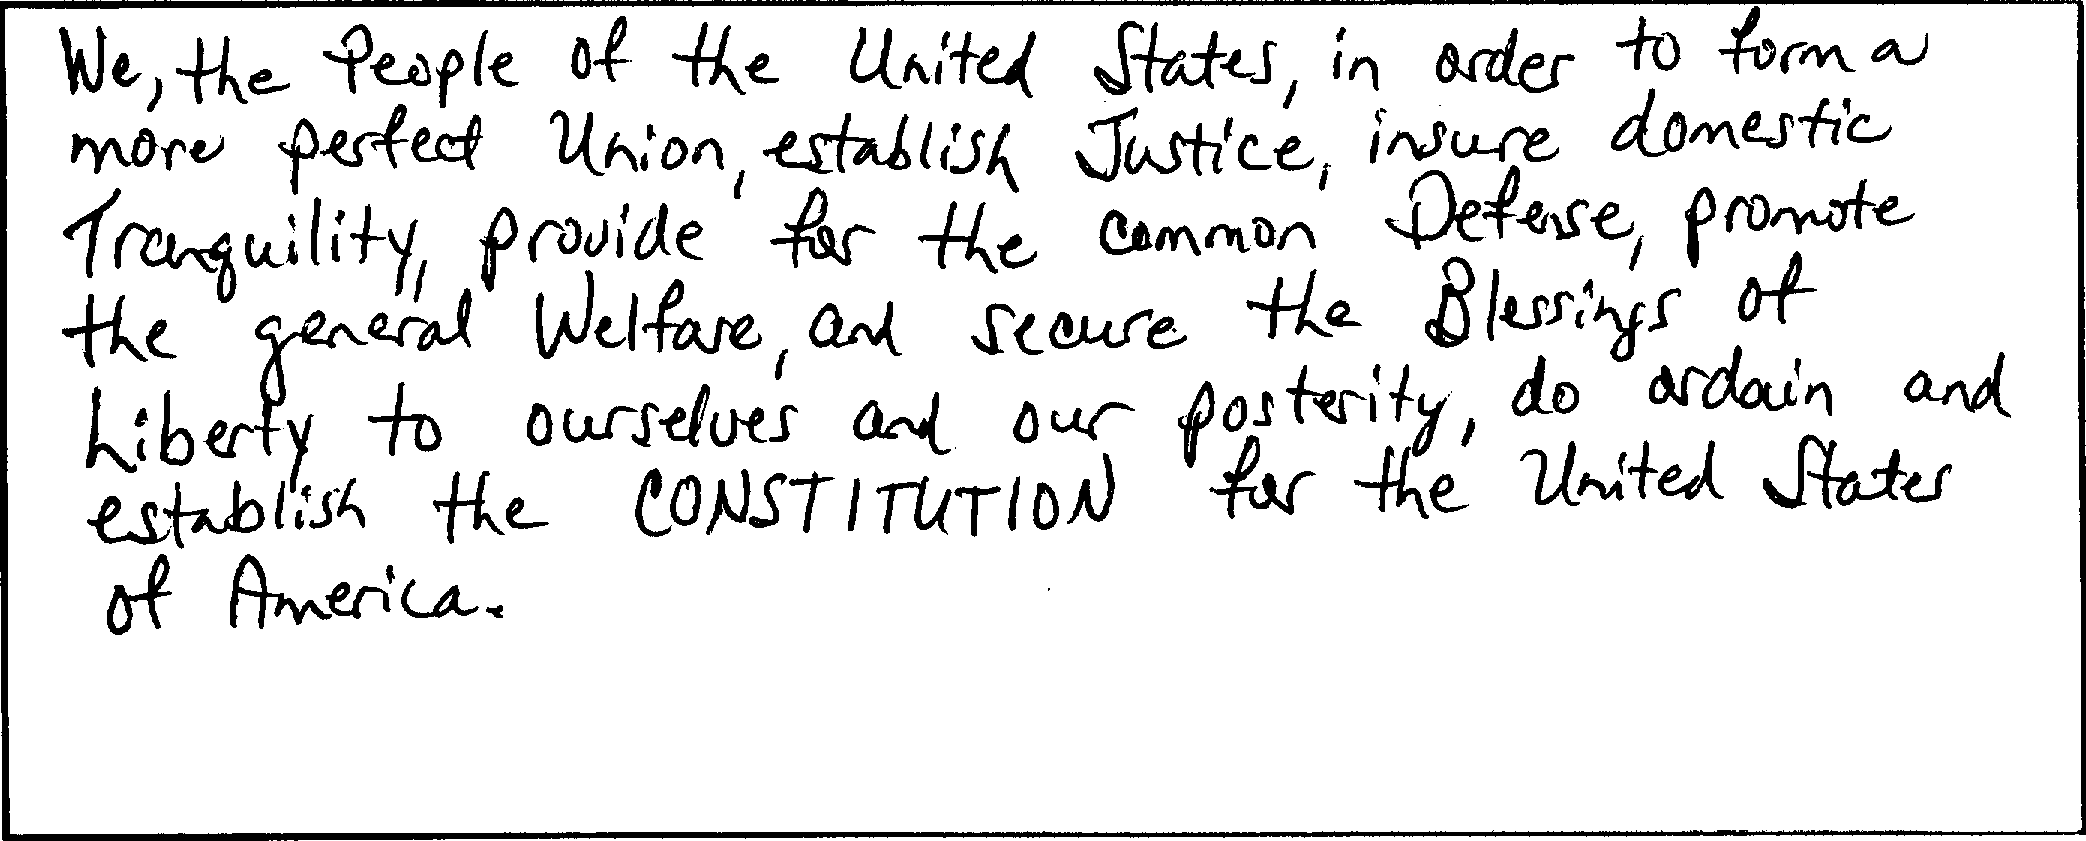 We, the People of the United States, in order to form a
more perfect Union, establish Justice, insure domestic
Tranquility, provide for the common Defense, promote
the general Welfare, and secure the Blessings of
Liberty to ourselves and our posterity, do ordain and
establish the CONSTITUTION for the United States
of America.